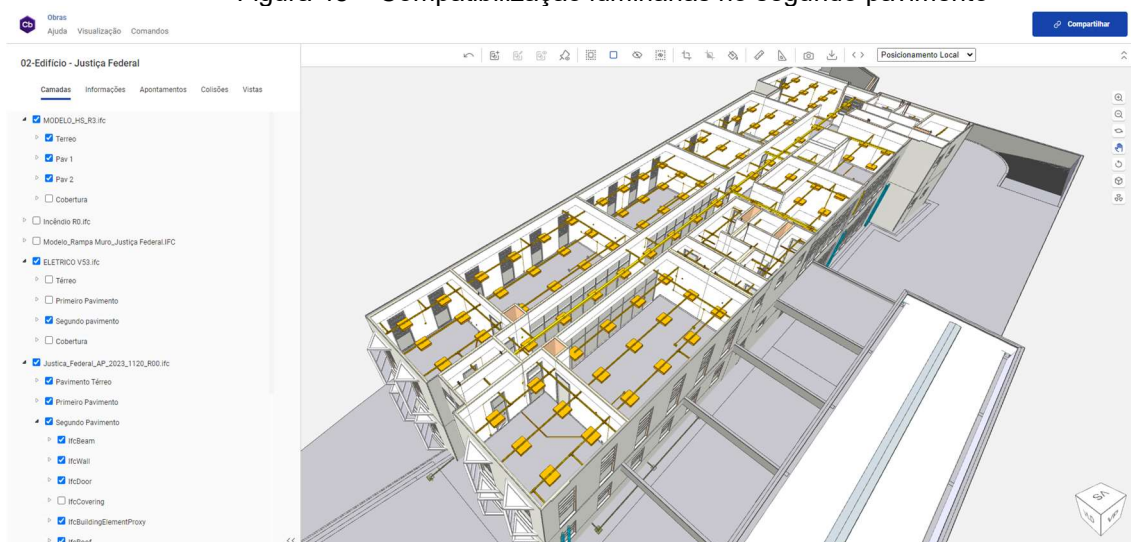 Figura 45 – Compatibilização luminárias no segundo pavimento
Cb
Obras
Ajuda Visualização Comandos
Compartilhar
02-Edifício - Justiça Federal
Posicionamento Local
Camadas Informações Apontamentos Colisões Vistas
MODELO_HS_R3.ifc
Terreo
Pav 1
Pav 2
Cobertura
Incêndio R0.ifc
Modelo_Rampa Muro_Justiça Federal.IFC
ELETRICO V53.ifc
Térreo
Primeiro Pavimento
Segundo pavimento
Cobertura
Justica_Federal_AP_2023_1120_R00.ifc
Pavimento Térreo
Primeiro Pavimento
Segundo Pavimento
IfcBeam
IfcWall
IfcDoor
IfcCovering
IfcBuildingElementProxy
IfcRoof